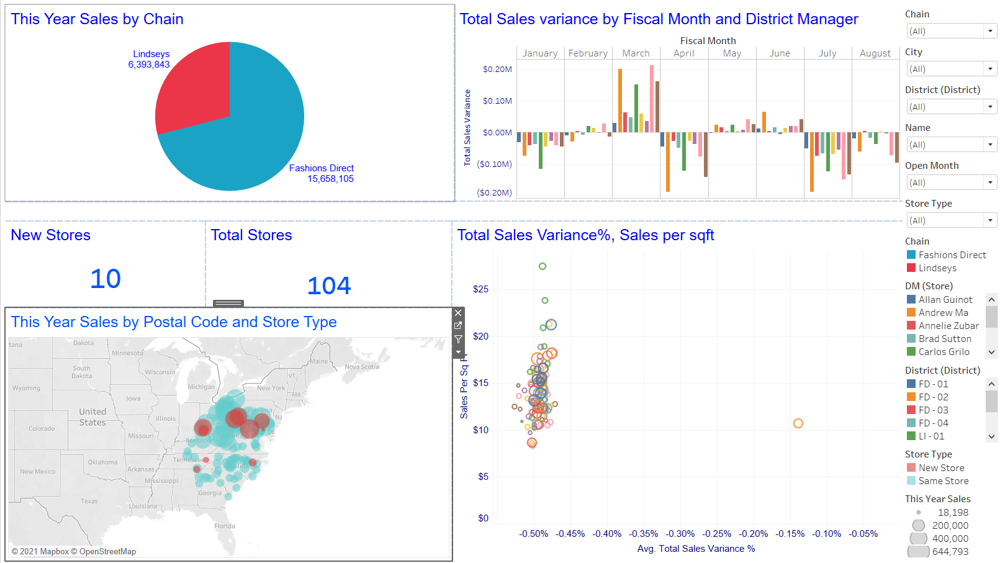 This Year Sales by Chain
Lindseys
6,393,843
Fashions Direct
15,658,105
Total Sales variance by Fiscal Month and District Manager
Fiscal Month
January February March April May June July August
Total Sales Variance
$0.20M
$0.10M
$0.00M
($0.10M)
($0.20M)
New Stores
10
Total Stores
104
This Year Sales by Postal Code and Store Type
tana
Dakota
Minnesota
South
Dakota
Wisconsin
Michigan
Maine
Nova Scotia
VT
New York
MA
Wyoming
Iowa
United
States
Illinois
NJ
DE
Colorado
Missouri
Kentucky
Tennessee
Oklahoma
Arkansas
New Mexico
Mississippi
Georgia
Texas
Louisiana
Florida
© 2021 Mapbox © OpenStreetMap
Total Sales Variance%, Sales per sqft
Sales Per Sq
$25
$20
$15
$10
$5
$0
-0.50% -0.45% -0.40% -0.35% -0.30% -0.25% -0.20% -0.15% -0.10% -0.05%
Avg. Total Sales Variance %
Chain
(All)
City
(All)
District (District)
(All)
Name
(All)
Open Month
(All)
Store Type
(All)
Chain
Fashions Direct
Lindseys
DM (Store)
Allan Guinot
Andrew Ma
Annelie Zubar
Brad Sutton
Carlos Grilo
District (District)
FD - 01
FD - 02
FD - 03
FD - 04
LI - 01
Store Type
New Store
Same Store
This Year Sales
18,198
200,000
400,000
644,793